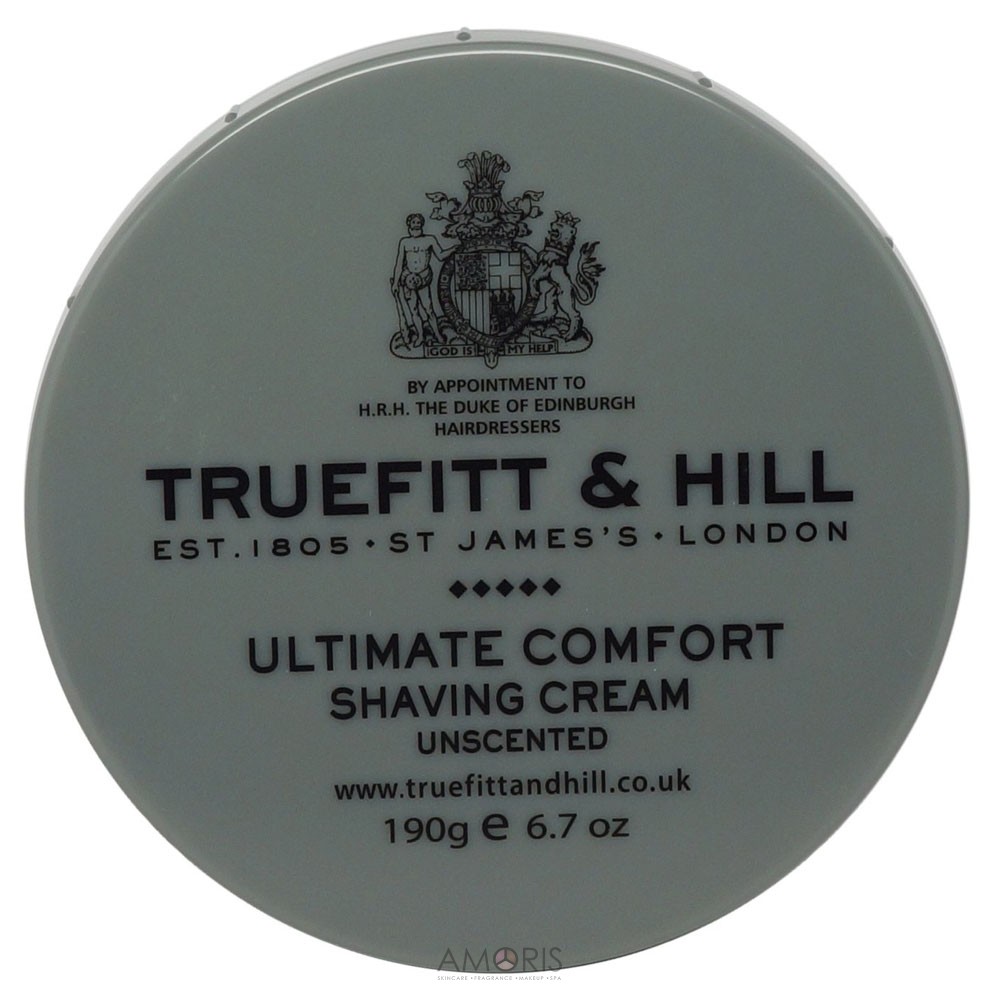 GOD IS MY HELP
BY APPOINTMENT TO
H.R.H. THE DUKE OF EDINBURGH
HAIRDRESSERS
TRUEFITT & HILL
EST.1805 · ST JAMES'S · LONDON
ULTIMATE COMFORT
SHAVING CREAM
UNSCENTED
www.truefittandhill.co.uk
190g e 6.7 oz
AMORIS
SKINCARE •FRAGRANCE •MAKEUP •SPA